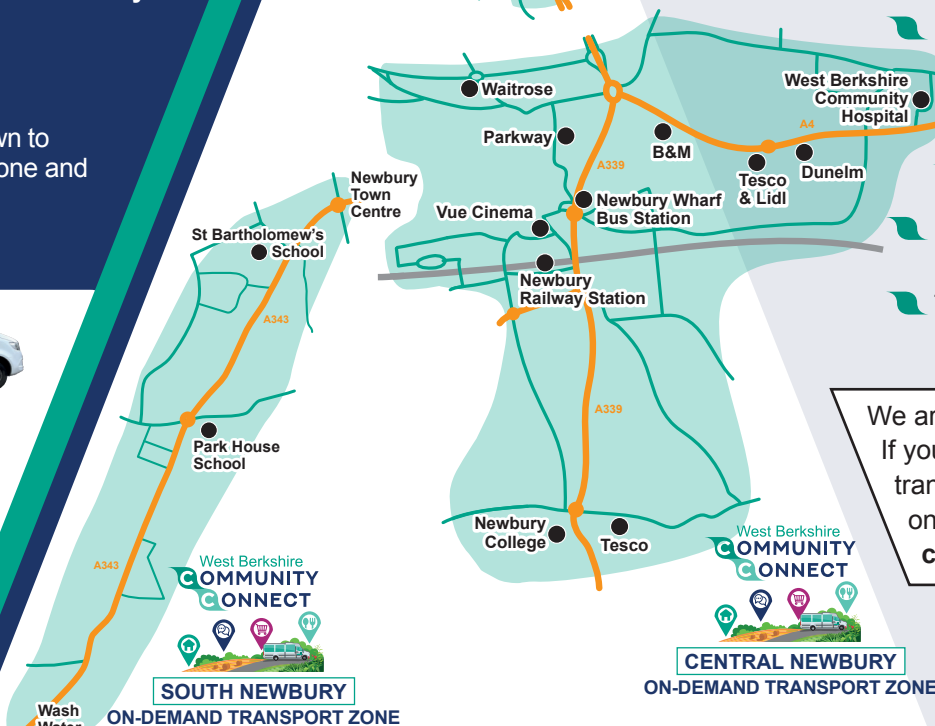 wn to
one and
Waitrose
Parkway
B&M
West Berkshire
Community
Hospital
A4
A339
Tesco
& Lidl
Dunelm
Newbury
Town
Centre
Vue Cinema
Newbury Wharf
Bus Station
St Bartholomew's
School
Newbury
Railway Station
A343
A339
Park House
School
We ar
If you
tran
on
c
Newbury
College
Tesco
A343
West Berkshire
COMMUNITY
CONNECT
SOUTH NEWBURY
ON-DEMAND TRANSPORT ZONE
West Berkshire
COMMUNITY
CONNECT
CENTRAL NEWBURY
ON-DEMAND TRANSPORT ZONE
Wash
Water